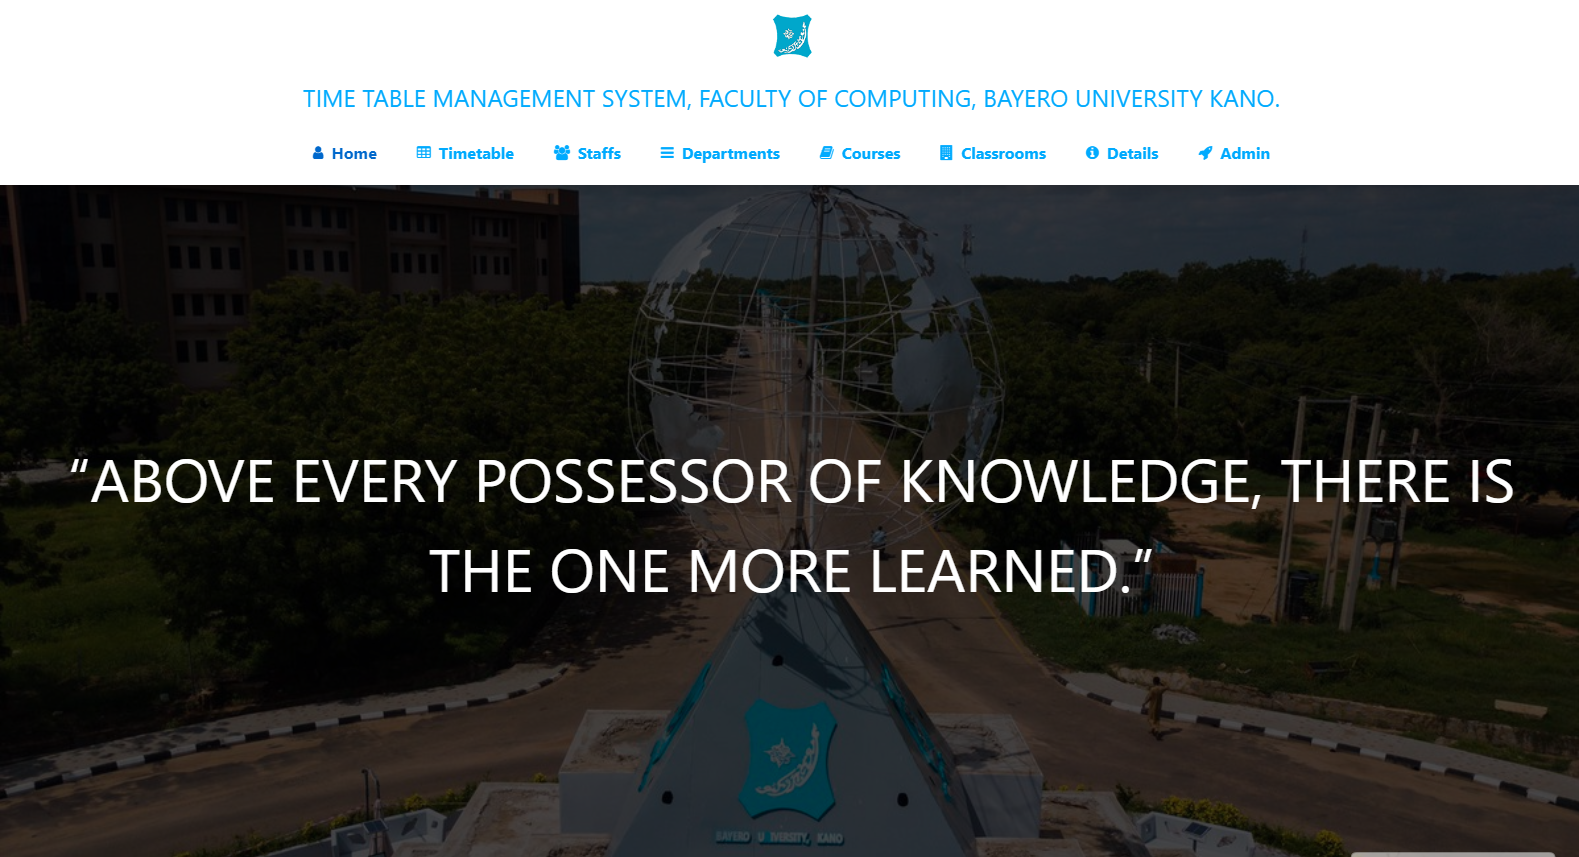 TIME TABLE MANAGEMENT SYSTEM, FACULTY OF COMPUTING, BAYERO UNIVERSITY KANO.
Home Timetable Staffs Departments Courses Classrooms Details Admin
“ABOVE EVERY POSSESSOR OF KNOWLEDGE, THERE IS
THE ONE MORE LEARNED.”
BAYERO U IVERSITY, KANO